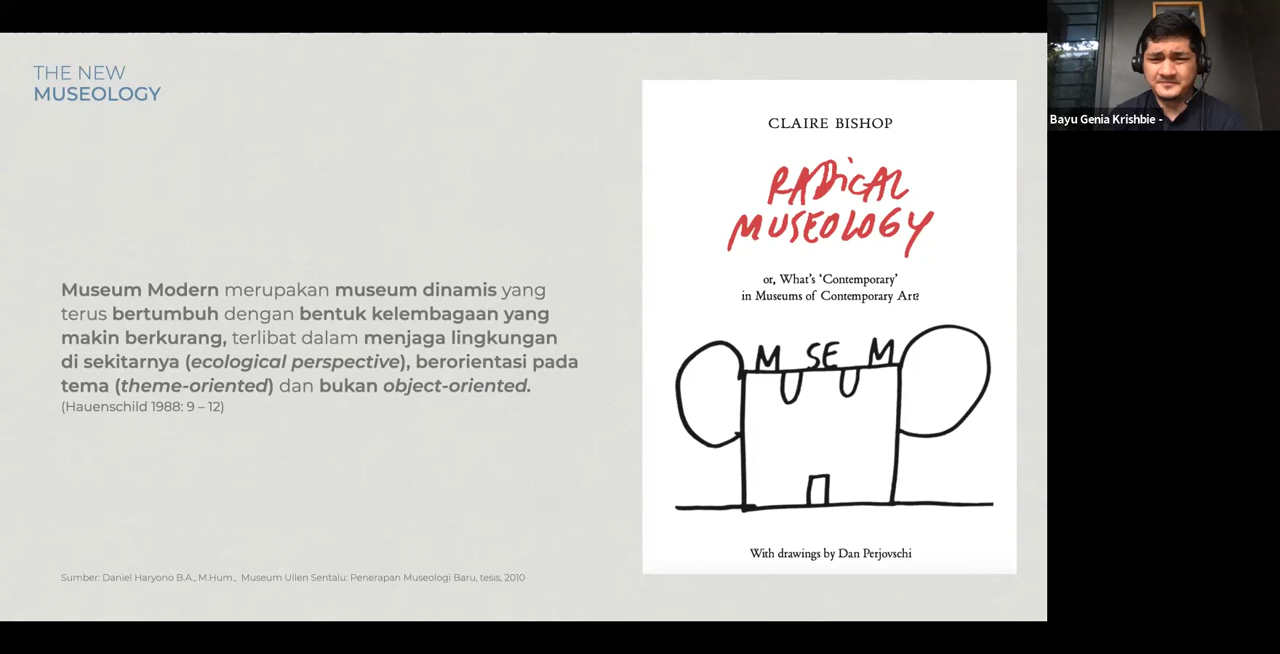 THE NEW
MUSEOLOGY
Museum Modern merupakan museum dinamis yang
terus bertumbuh dengan bentuk kelembagaan yang
makin berkurang, terlibat dalam menjaga lingkungan
di sekitarnya (ecological perspective), berorientasi pada
tema (theme-oriented) dan bukan object-oriented.
(Hauenschild 1988: 9 – 12)
Sumber: Daniel Haryono B.A., M.Hum., Museum Ullen Sentalu: Penerapan Museologi Baru, tesis, 2010
CLAIRE BISHOP
RADiCAL
MUSEOLOGY
or, What's 'Contemporary'
in Museums of Contemporary Art?
M SE M
U U
With drawings by Dan Perjovschi
Bayu Genia Krishbie -